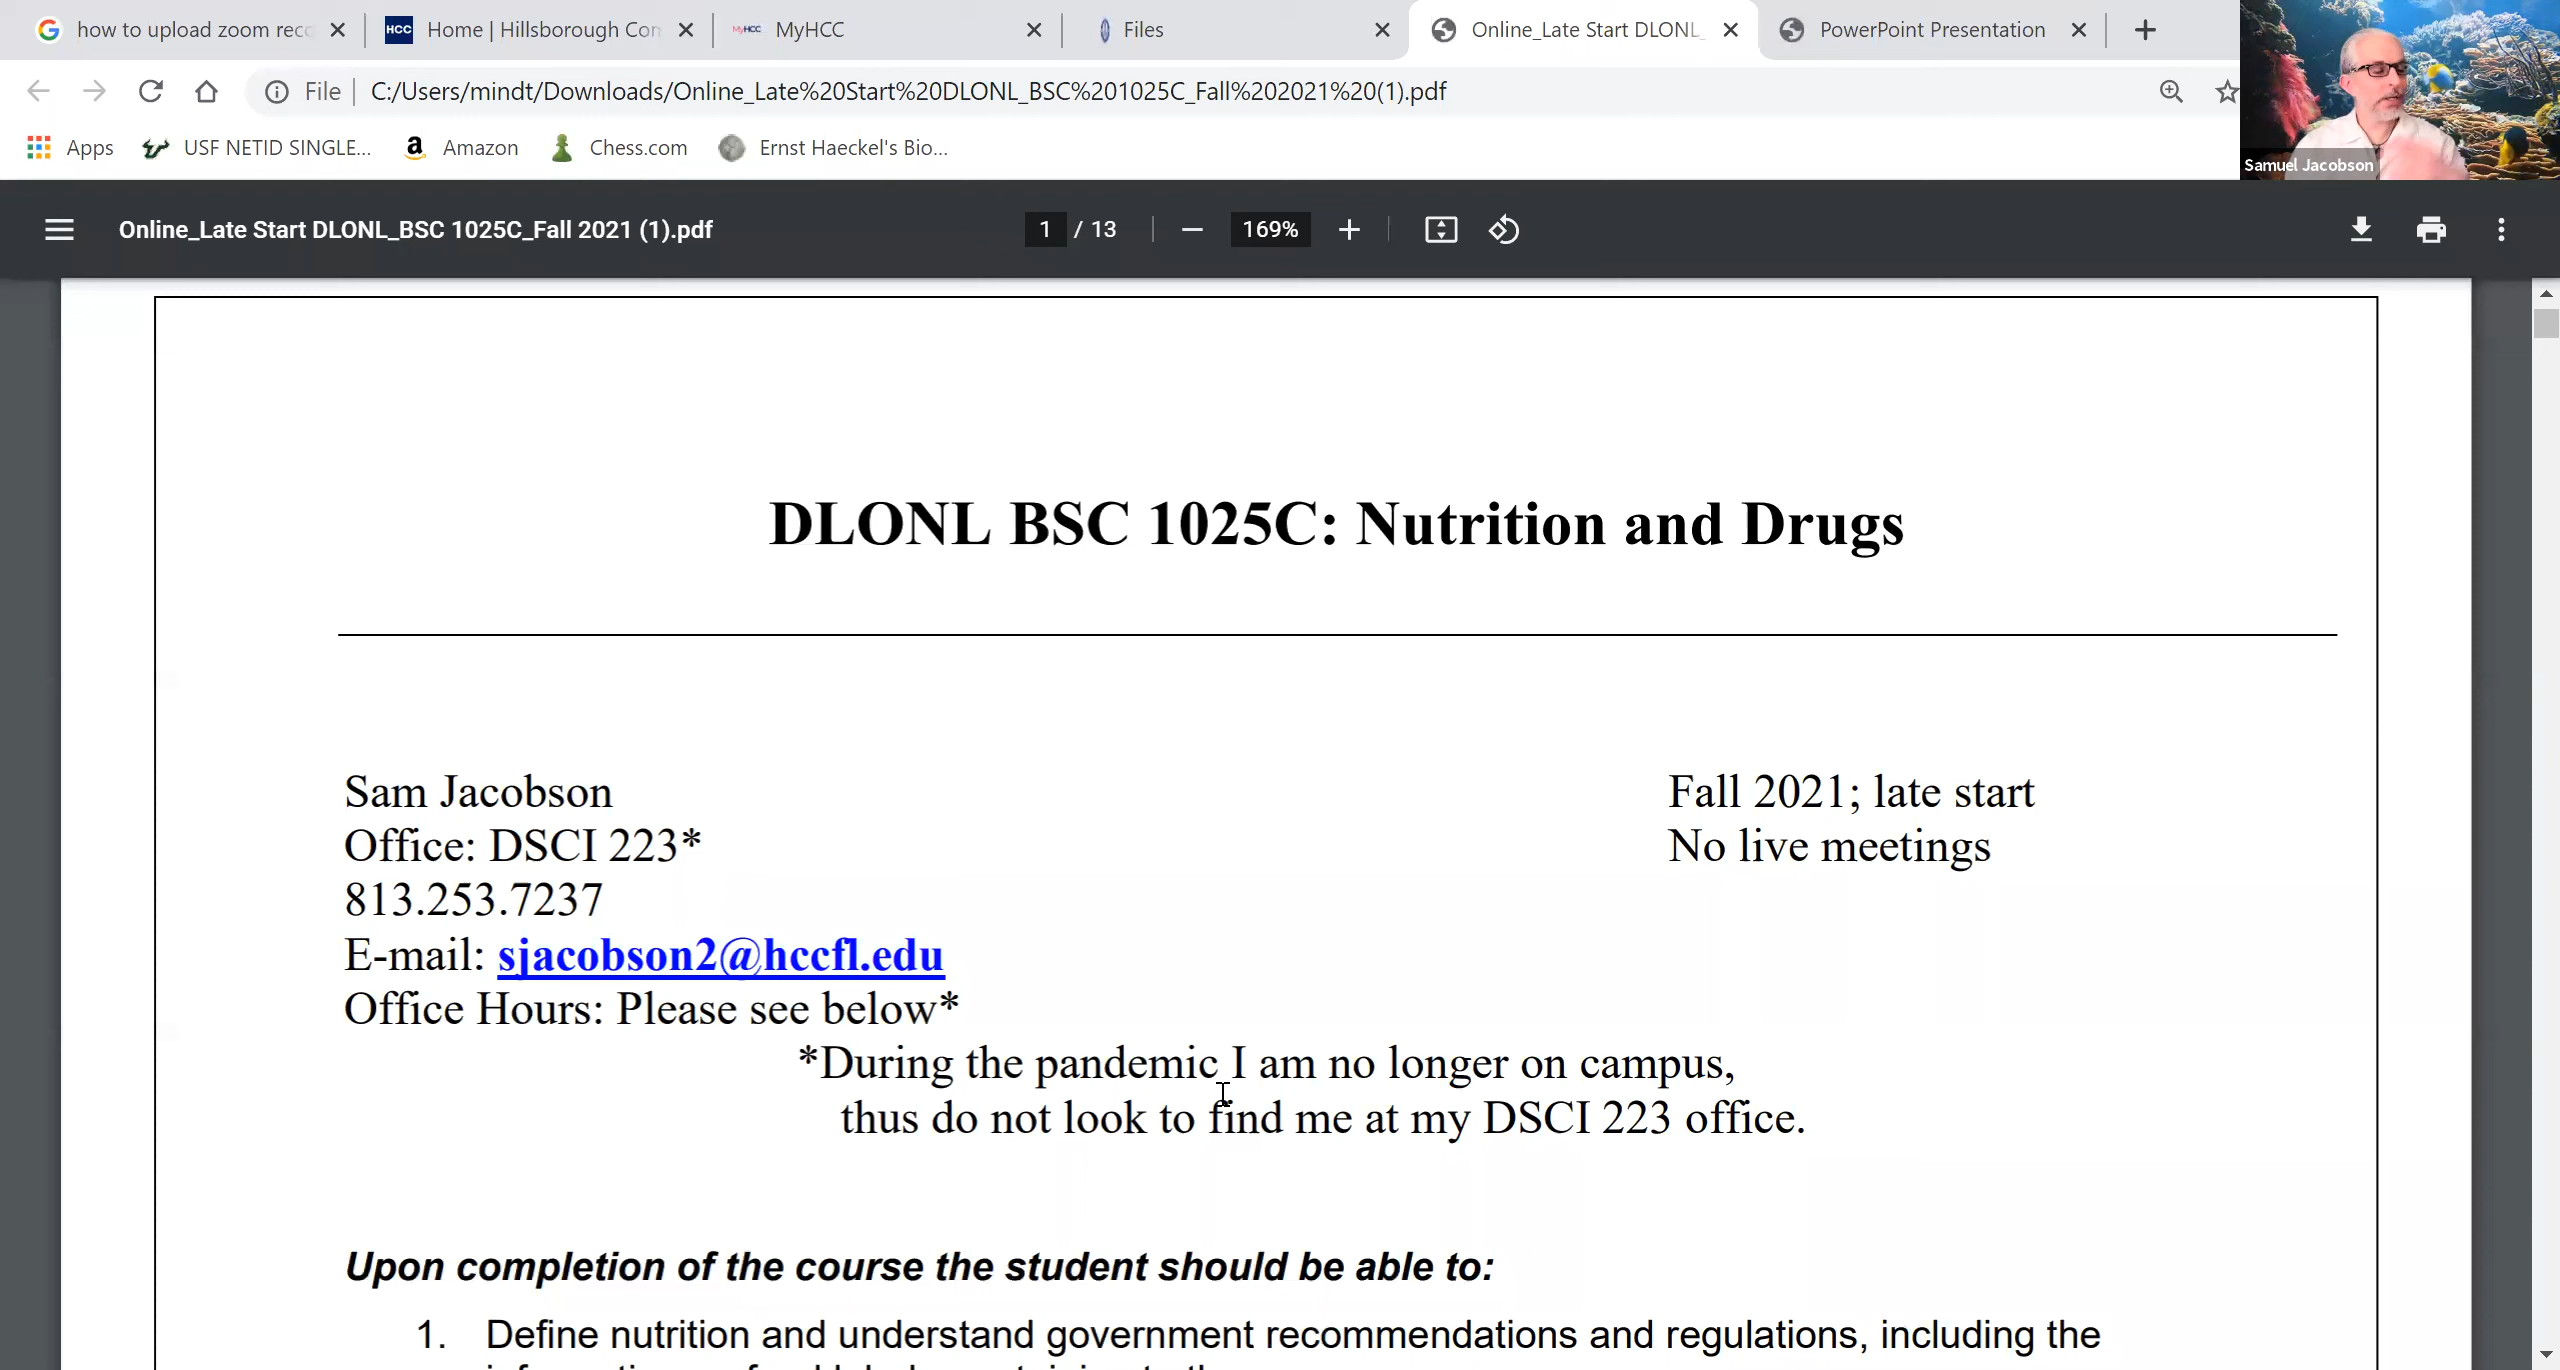 how to upload zoom reco
HCC Home | Hillsborough Con
MyHCC MyHCC
Files
Online_Late Start DLONL_
PowerPoint Presentation
File C:/Users/mindt/Downloads/Online_Late%20Start%20DLONL_BSC%201025C_Fall%202021%20(1).pdf
Apps USF NETID SINGLE... Amazon Chess.com Ernst Haeckel's Bio...
Samuel Jacobson
Online_Late Start DLONL_BSC 1025C_Fall 2021 (1).pdf 1 / 13 169%
DLONL BSC 1025C: Nutrition and Drugs
Sam Jacobson
Office: DSCI 223*
813.253.7237
E-mail: sjacobson2@hccfl.edu
Office Hours: Please see below*
Fall 2021; late start
No live meetings
*During the pandemic I am no longer on campus,
thus do not look to find me at my DSCI 223 office.
Upon completion of the course the student should be able to:
1. Define nutrition and understand government recommendations and regulations, including the